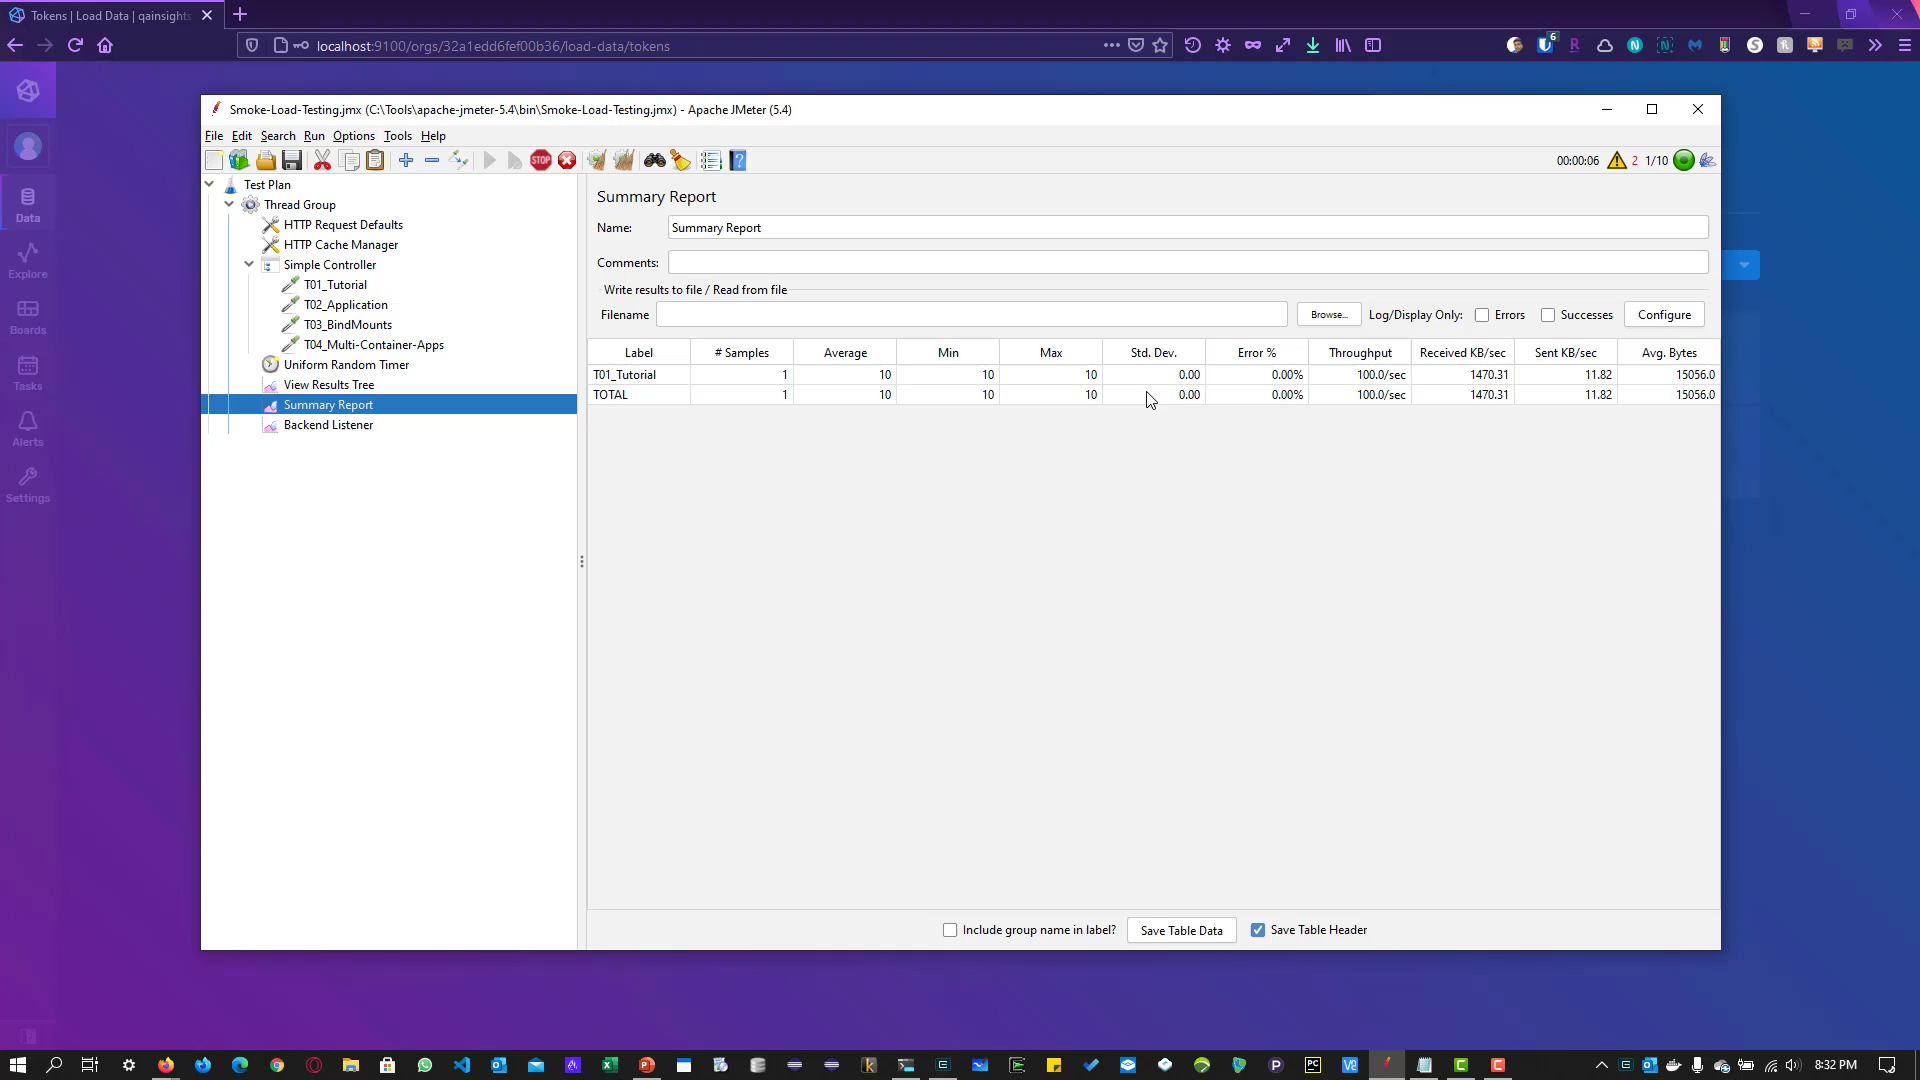 Tokens | Load Data | qainsights
localhost:9100/orgs/32a1edd6fef00b36/load-data/tokens
6
Data
Explore
Boards
Tasks
Alerts
Settings
Smoke-Load-Testing.jmx (C:\Tools\apache-jmeter-5.4\bin\Smoke-Load-Testing.jmx) - Apache JMeter (5.4)
File Edit Search Run Options Tools Help
STOP
00:00:06 2 1/10
Test Plan
Thread Group
HTTP Request Defaults
HTTP Cache Manager
Simple Controller
T01_Tutorial
T02_Application
T03_BindMounts
T04_Multi-Container-Apps
Uniform Random Timer
View Results Tree
Summary Report
Backend Listener
Summary Report
Name: Summary Report
Comments:
Write results to file / Read from file
Filename Browse... Log/Display Only: Errors Successes Configure
Label # Samples Average Min Max Std. Dev. Error % Throughput Received KB/sec Sent KB/sec Avg. Bytes
T01_Tutorial 1 10 10 10 0.00 0.00% 100.0/sec 1470.31 11.82 15056.0
TOTAL 1 10 10 10 0.00 0.00% 100.0/sec 1470.31 11.82 15056.0
Include group name in label? Save Table Data Save Table Header
8:32 PM